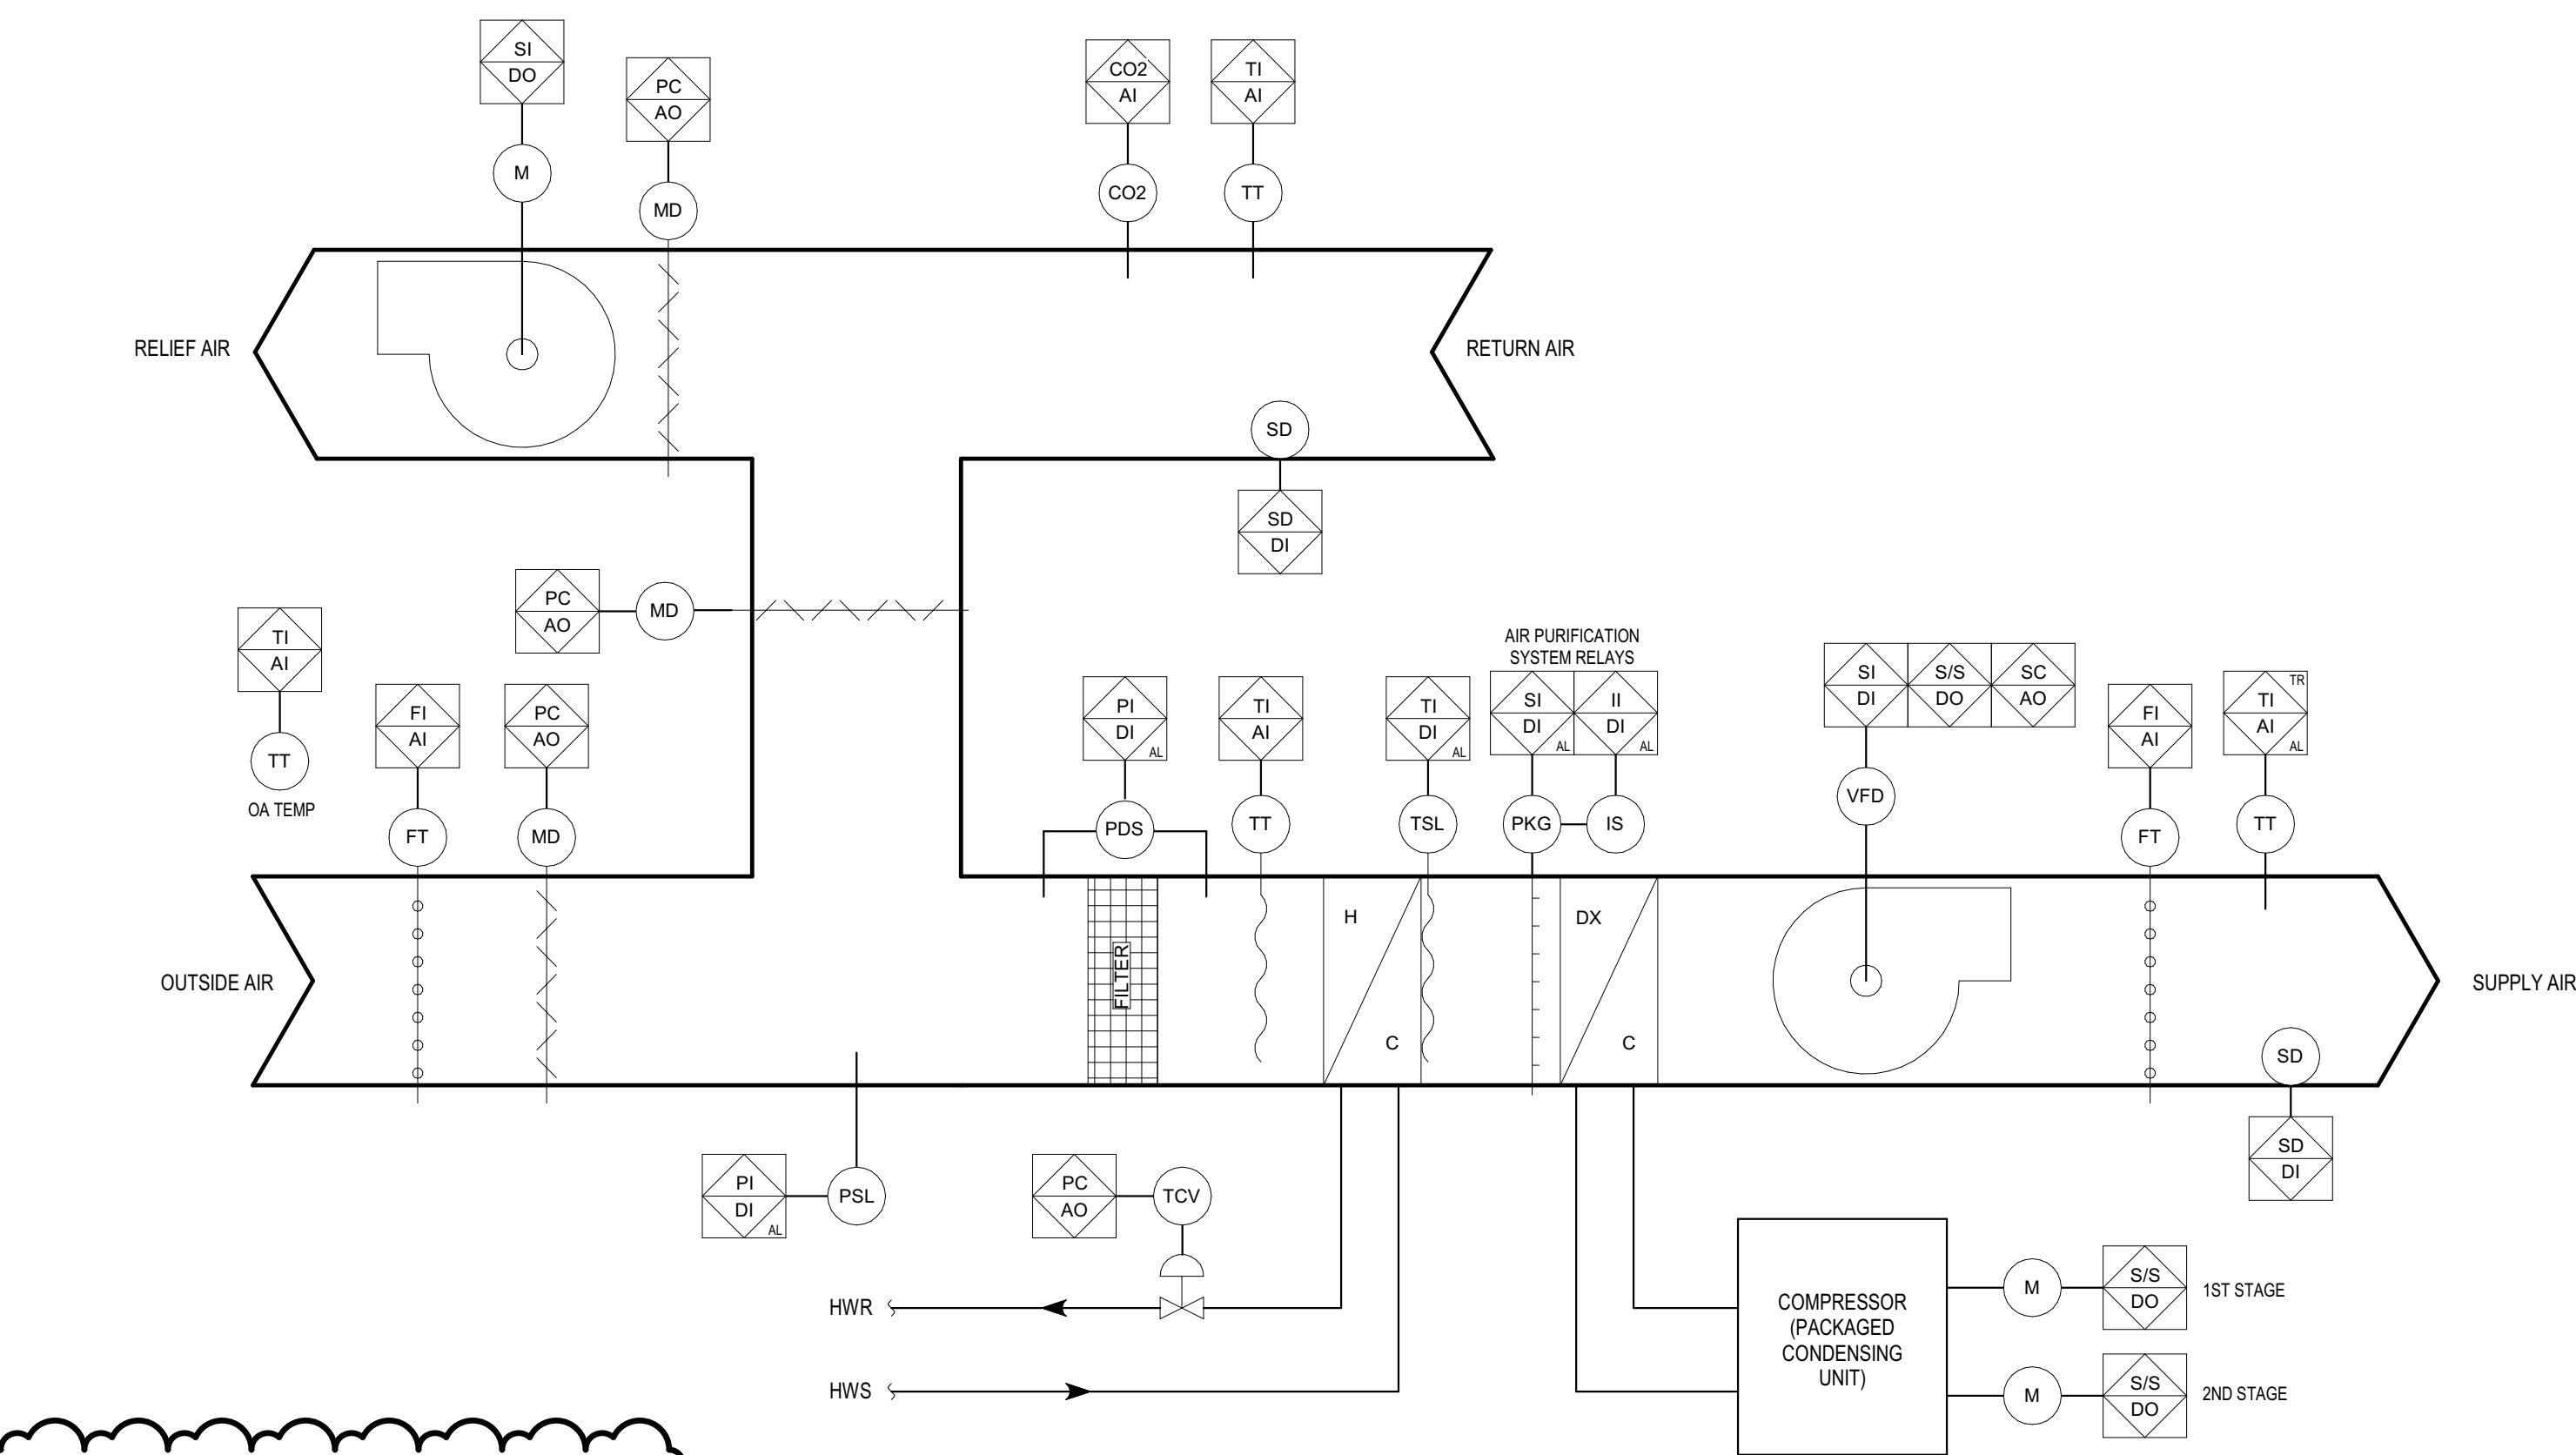 SI
DO
PC
AO
CO2
AI
TI
AI
M
MD
CO2
TT
RELIEF AIR
RETURN AIR
SD
SD
DI
PC
AO
MD
TI
AI
TT
OA TEMP
FI
AI
FT
PC
AO
MD
PI
DI
AL
PDS
TI
AI
TT
TI
DI
AL
TSL
AIR PURIFICATION
SYSTEM RELAYS
SI
DI
AL
II
DI
AL
PKG
IS
SI
DI
S/S
DO
SC
AO
VFD
FI
AI
FT
TR
TI
AI
AL
TT
OUTSIDE AIR
FILTER
H
C
DX
C
SUPPLY AIR
SD
SD
DI
PI
DI
AL
PSL
PC
AO
TCV
HWR
HWS
COMPRESSOR
(PACKAGED
CONDENSING
UNIT)
M
S/S
DO
1ST STAGE
M
S/S
DO
2ND STAGE